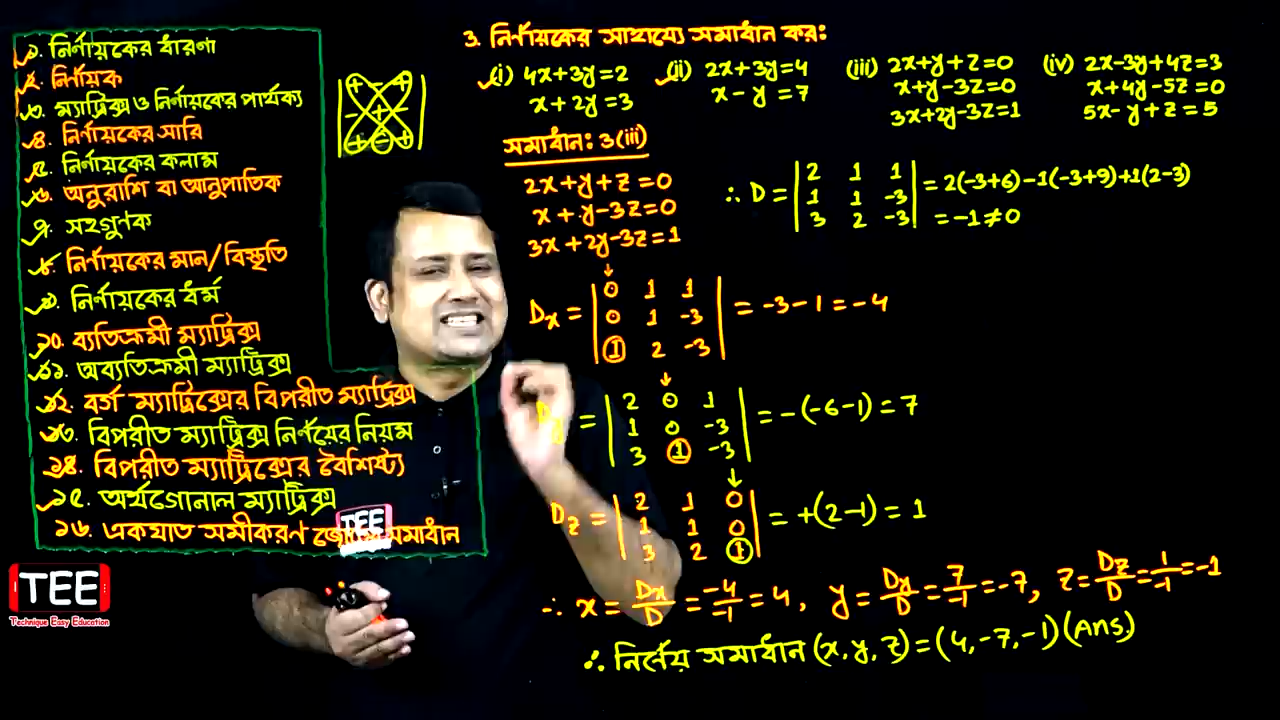 ১. নির্ণায়কের ধারণা
২. নির্ণায়ক
৩. ম্যাট্রিক্স ও নির্ণায়কের পার্থক্য
৪. নির্ণায়কের সারি
৫. নির্ণায়কের কলাম
৬. অনুরাশি বা আনুপাতিক
৭. সহগুণক
৮. নির্ণায়কের মান/বিস্তৃতি
৯. নির্ণায়কের ধর্ম
১০. ব্যতিক্রমী ম্যাট্রিক্স
১১. অব্যতিক্রমী ম্যাট্রিক্স
১২. বর্গ ম্যাট্রিক্সের বিপরীত ম্যাট্রিক্স
১৩. বিপরীত ম্যাট্রিক্স নির্ণয়ের নিয়ম
১৪. বিপরীত ম্যাট্রিক্সের বৈশিষ্ট্য
১৫. অর্থগোনাল ম্যাট্রিক্স
১৬. একঘাত সমীকরণ জোটের সমাধান
TEE
TEE
Technique Easy Education
3. নির্ণায়কের সাহায্যে সমাধান কর:
(i) 4x+3y=2
x+2y=3
(ii) 2x+3y=4
x-y=7
(iii) 2x+y+z=0
x+y-3z=0
3x+2y-3z=1
(iv) 2x-3y+4z=3
x+4y-5z=0
5x-y+z=5
সমাধান: 3(iii)
2x+y+z=0
x+y-3z=0
3x+2y-3z=1
∴ D = |2 1 1| = 2(-3+6)-1(-3+9)+1(2-3)
|1 1 -3| = -1≠0
|3 2 -3|
|0 1 1|
Dx = |0 1 -3| = -3-1 = -4
|1 2 -3|
|2 0 1|
Dy = |1 0 -3| = -(-6-1) = 7
|3 1 -3|
|2 1 0|
Dz = |1 1 0| = +(2-1) = 1
|3 2 1|
∴ x = Dx/D = -4/-1 = 4, y = Dy/D = 7/-1 = -7, z = Dz/D = 1/-1 = -1
∴ নির্ণেয় সমাধান (x, y, z) = (4, -7, -1) (Ans.)